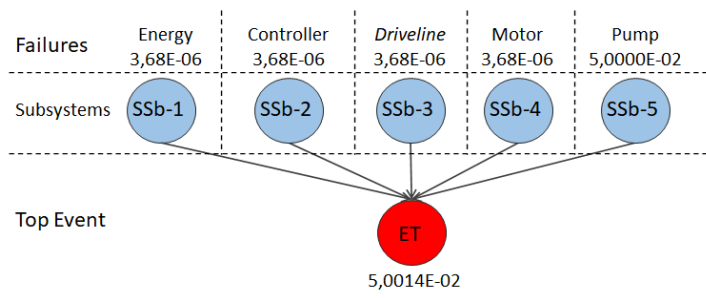 Failures
Energy Controller Driveline Motor Pump
3,68E-06 3,68E-06 3,68E-06 3,68E-06 5,0000E-02
Subsystems SSb-1 SSb-2 SSb-3 SSb-4 SSb-5
Top Event ET
5,0014E-02